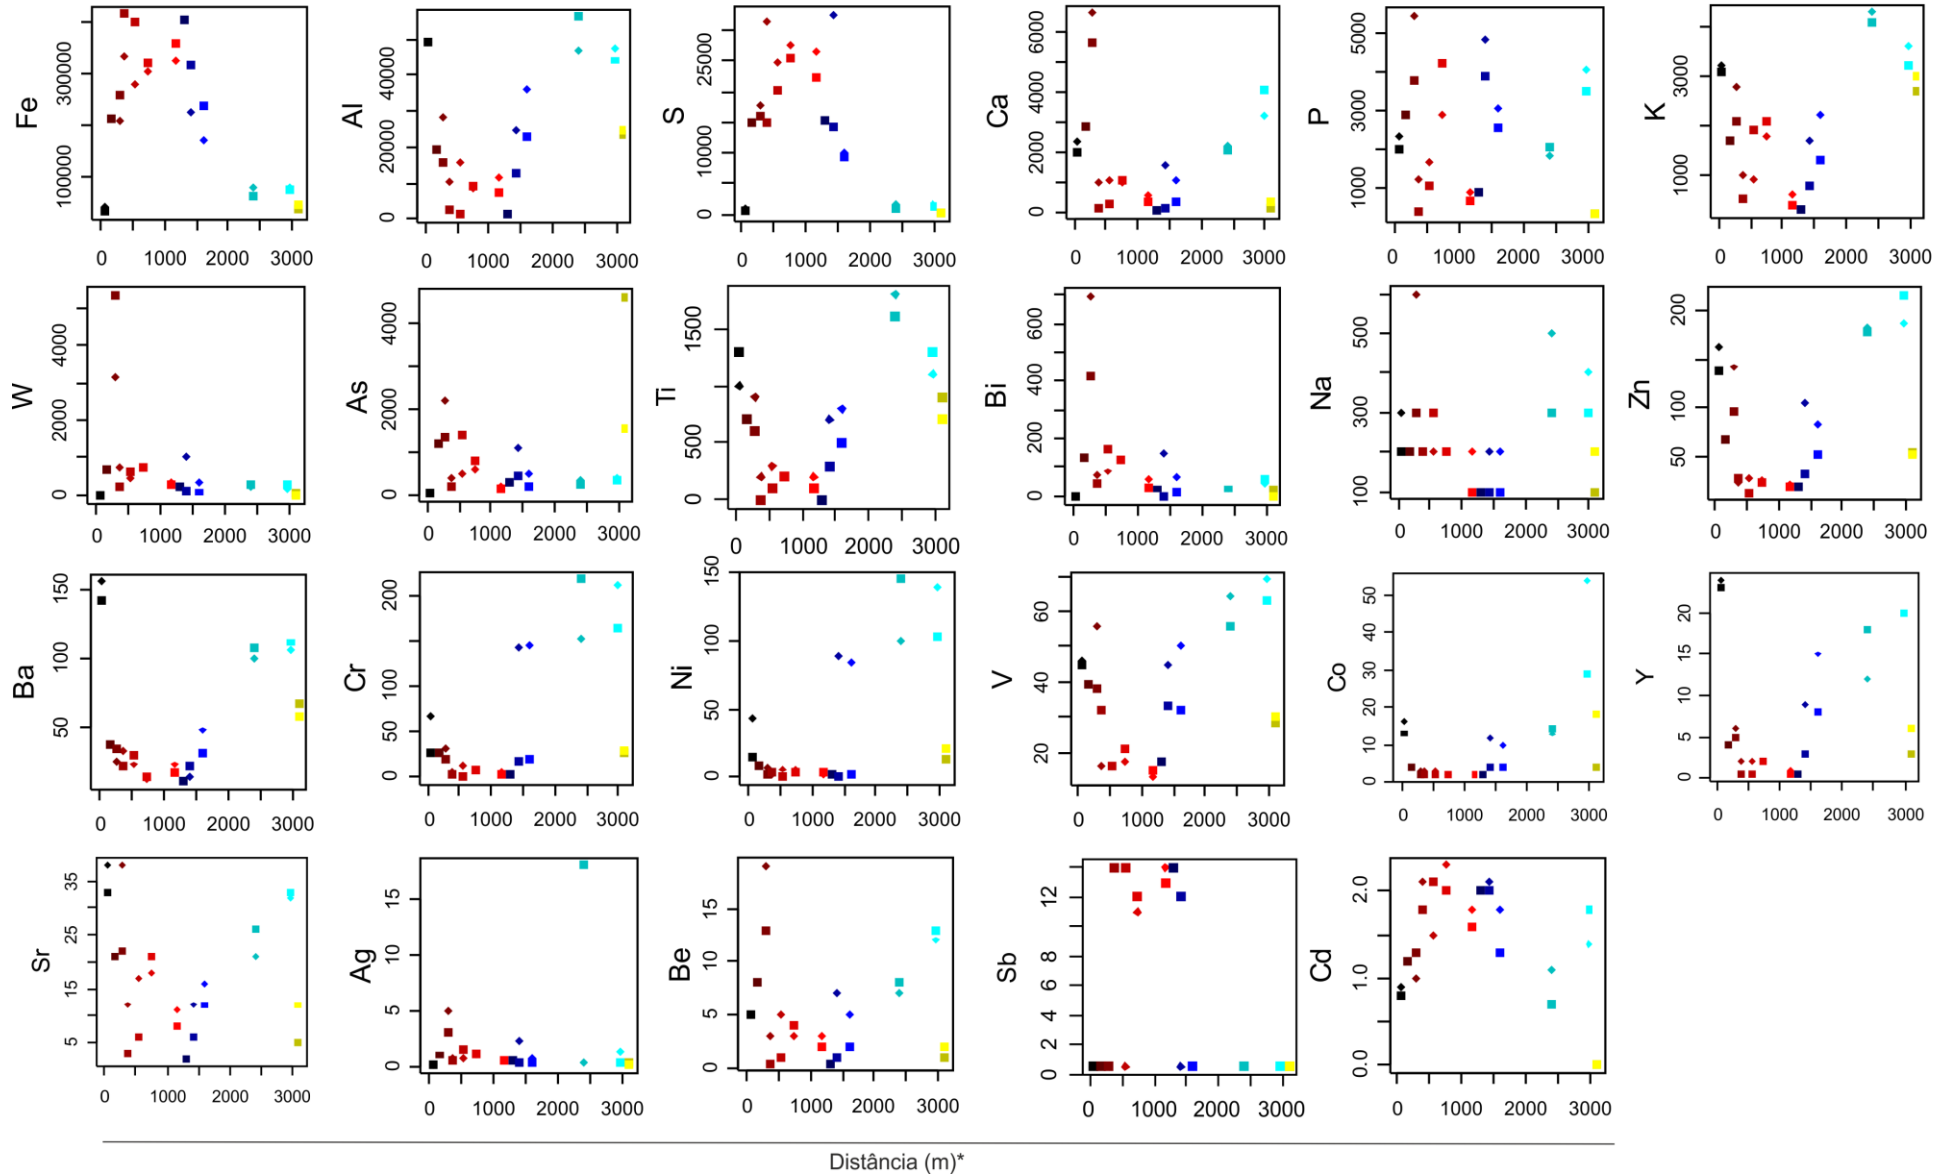 Fe 100000 300000 0 1000 2000 3000
Al 0 20000 40000 0 1000 2000 3000
S 0 10000 25000 0 1000 2000 3000
Ca 0 2000 4000 6000 0 1000 2000 3000
P 1000 3000 5000 0 1000 2000 3000
K 1000 3000 0 1000 2000 3000
W 0 2000 4000 0 1000 2000 3000
As 0 2000 4000 0 1000 2000 3000
Ti 0 500 1500 0 1000 2000 3000
Bi 0 200 400 600 0 1000 2000 3000
Na 100 300 500 0 1000 2000 3000
Zn 50 100 200 0 1000 2000 3000
Ba 50 100 150 0 1000 2000 3000
Cr 0 50 100 200 0 1000 2000 3000
Ni 0 50 100 150 0 1000 2000 3000
V 20 40 60 0 1000 2000 3000
Co 0 10 20 30 40 50 0 1000 2000 3000
Y 0 5 10 15 20 0 1000 2000 3000
Sr 5 15 25 35 0 1000 2000 3000
Ag 0 5 10 15 0 1000 2000 3000
Be 0 5 10 15 0 1000 2000 3000
Sb 0 2 4 6 8 12 0 1000 2000 3000
Cd 0.0 1.0 2.0 0 1000 2000 3000
Distância (m)*